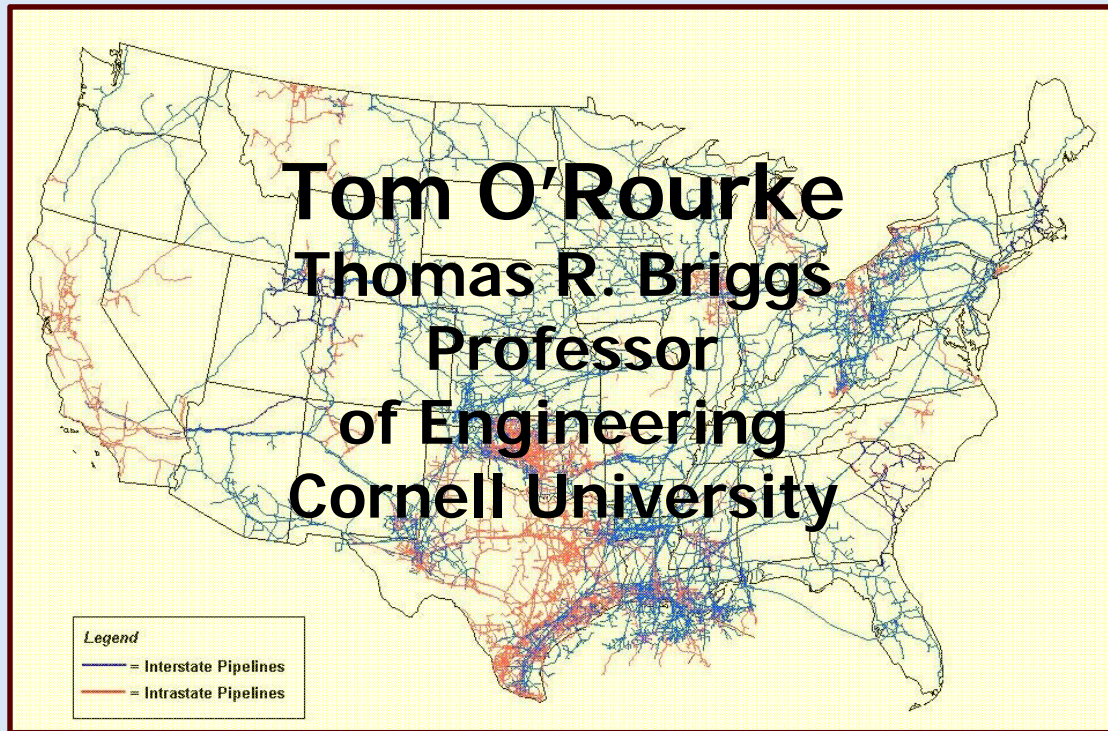 Tom O'Rourke
Thomas R. Briggs
Professor
of Engineering
Cornell University
Legend
= Interstate Pipelines
= Intrastate Pipelines